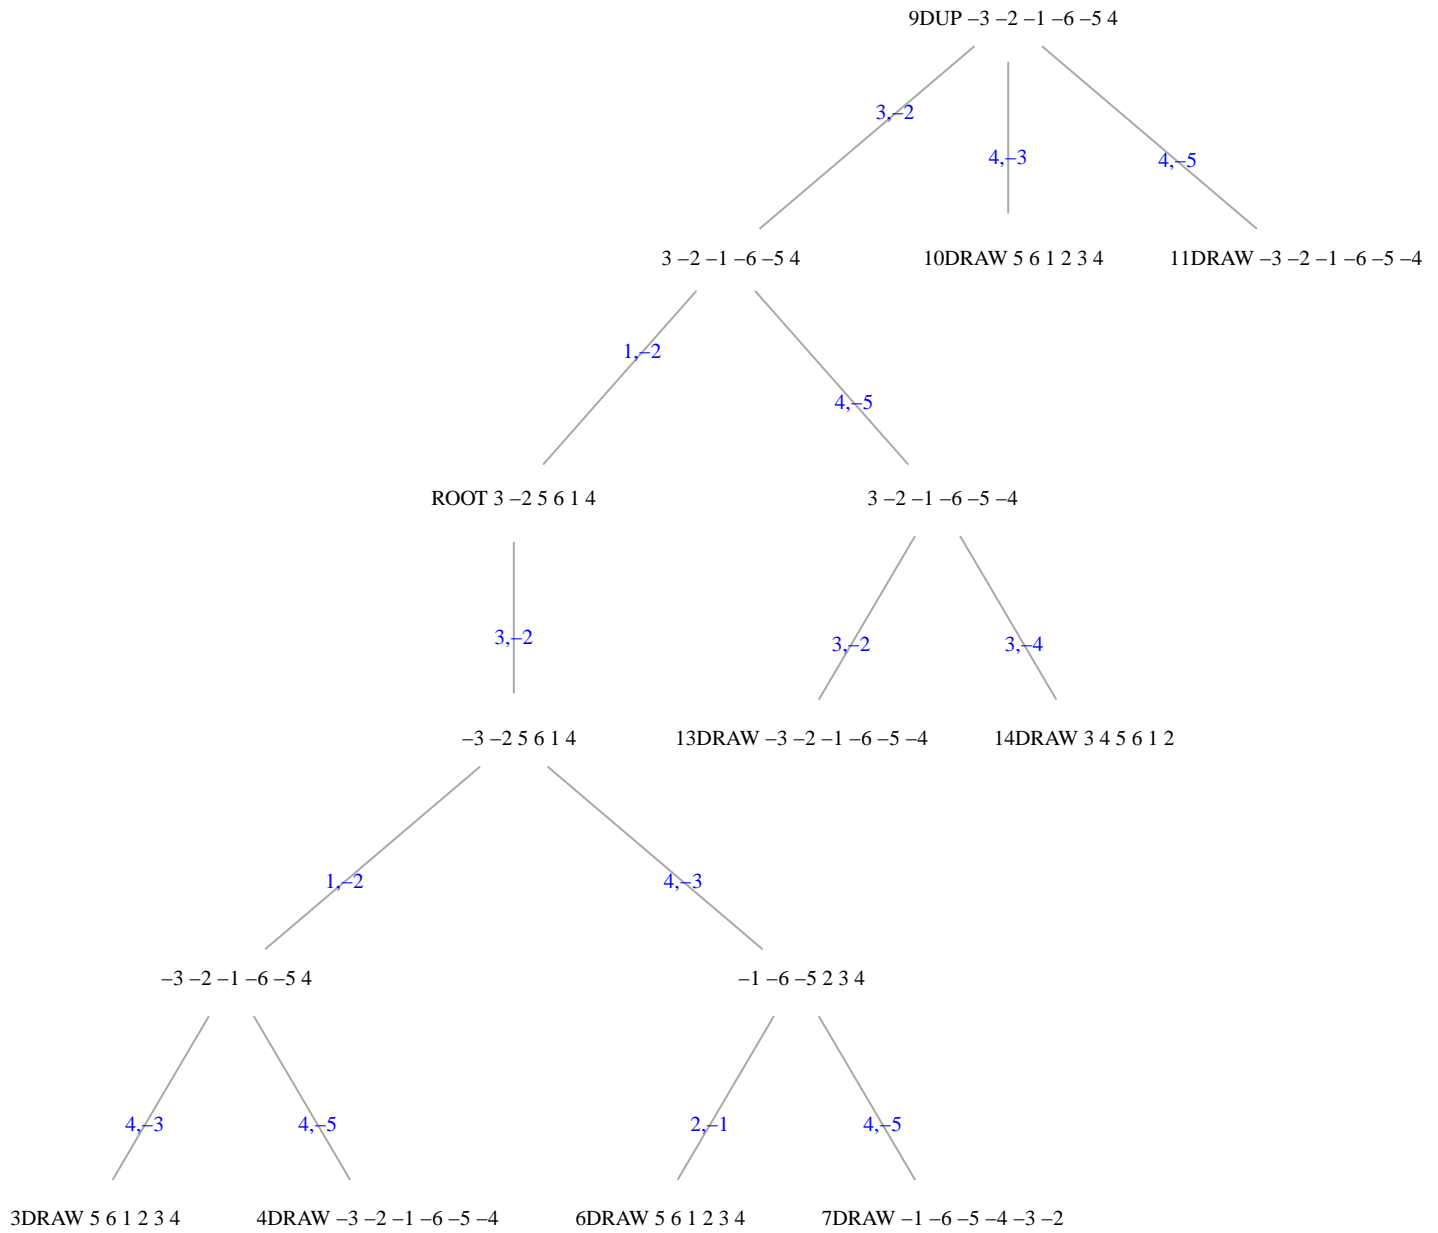 9DUP –3 –2 –1 –6 –5 4
3,–2
4,–3
4,–5
3 –2 –1 –6 –5 4
10DRAW 5 6 1 2 3 4
11DRAW –3 –2 –1 –6 –5 –4
1,–2
4,–5
ROOT 3 –2 5 6 1 4
3 –2 –1 –6 –5 –4
3,–2
3,–2
3,–4
–3 –2 5 6 1 4
13DRAW –3 –2 –1 –6 –5 –4
14DRAW 3 4 5 6 1 2
1,–2
4,–3
–3 –2 –1 –6 –5 4
–1 –6 –5 2 3 4
4,–3
4,–5
2,–1
4,–5
3DRAW 5 6 1 2 3 4
4DRAW –3 –2 –1 –6 –5 –4
6DRAW 5 6 1 2 3 4
7DRAW –1 –6 –5 –4 –3 –2